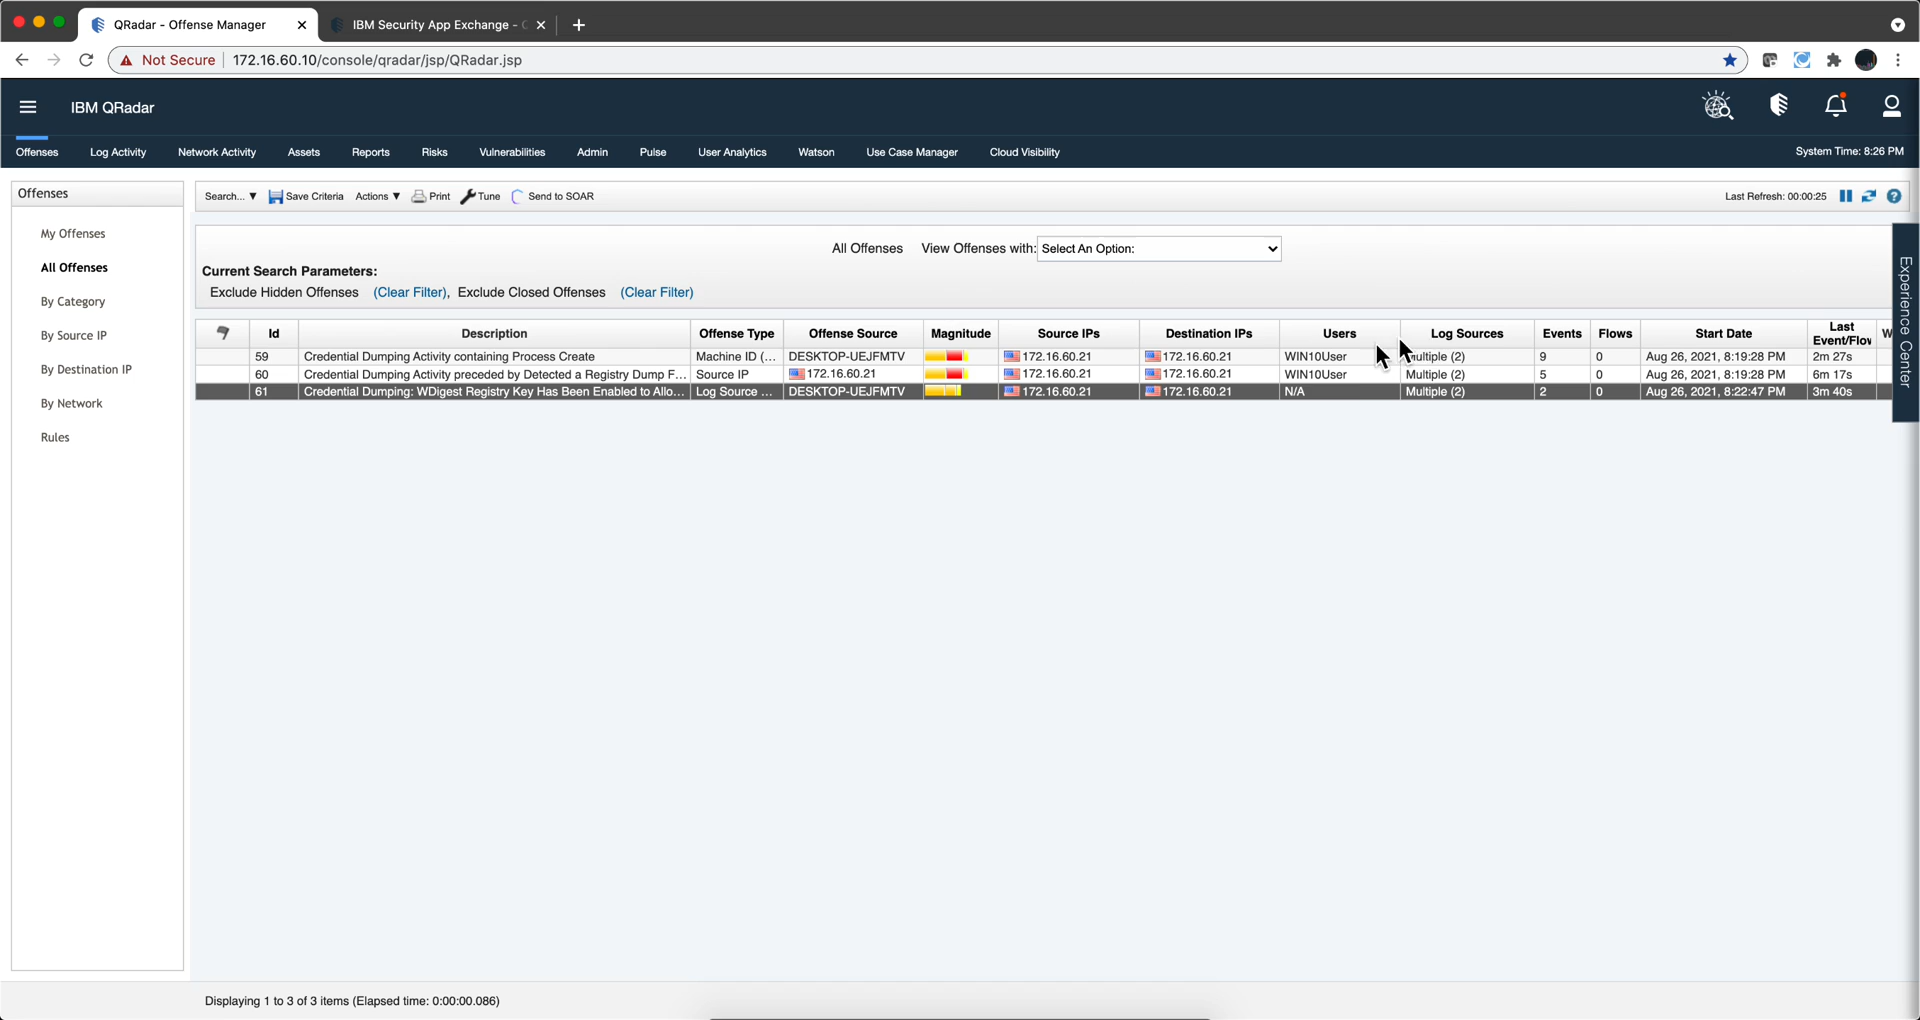 QRadar - Offense Manager
IBM Security App Exchange -
Not Secure 172.16.60.10/console/qradar/jsp/QRadar.jsp
IBM QRadar
Offenses Log Activity Network Activity Assets Reports Risks Vulnerabilities Admin Pulse User Analytics Watson Use Case Manager Cloud Visibility System Time: 8:26 PM
Offenses
My Offenses
All Offenses
By Category
By Source IP
By Destination IP
By Network
Rules
Search... ▼ Save Criteria Actions ▼ Print Tune Send to SOAR Last Refresh: 00:00:25
All Offenses View Offenses with: Select An Option:
Current Search Parameters:
Exclude Hidden Offenses (Clear Filter), Exclude Closed Offenses (Clear Filter)
Id Description Offense Type Offense Source Magnitude Source IPs Destination IPs Users Log Sources Events Flows Start Date Last Event/Flow
59 Credential Dumping Activity containing Process Create Machine ID (... DESKTOP-UEJFMTV 172.16.60.21 172.16.60.21 WIN10User Multiple (2) 9 0 Aug 26, 2021, 8:19:28 PM 2m 27s
60 Credential Dumping Activity preceded by Detected a Registry Dump F... Source IP 172.16.60.21 172.16.60.21 172.16.60.21 WIN10User Multiple (2) 5 0 Aug 26, 2021, 8:19:28 PM 6m 17s
61 Credential Dumping: WDigest Registry Key Has Been Enabled to Allo... Log Source ... DESKTOP-UEJFMTV 172.16.60.21 172.16.60.21 N/A Multiple (2) 2 0 Aug 26, 2021, 8:22:47 PM 3m 40s
Experience Center
Displaying 1 to 3 of 3 items (Elapsed time: 0:00:00.086)